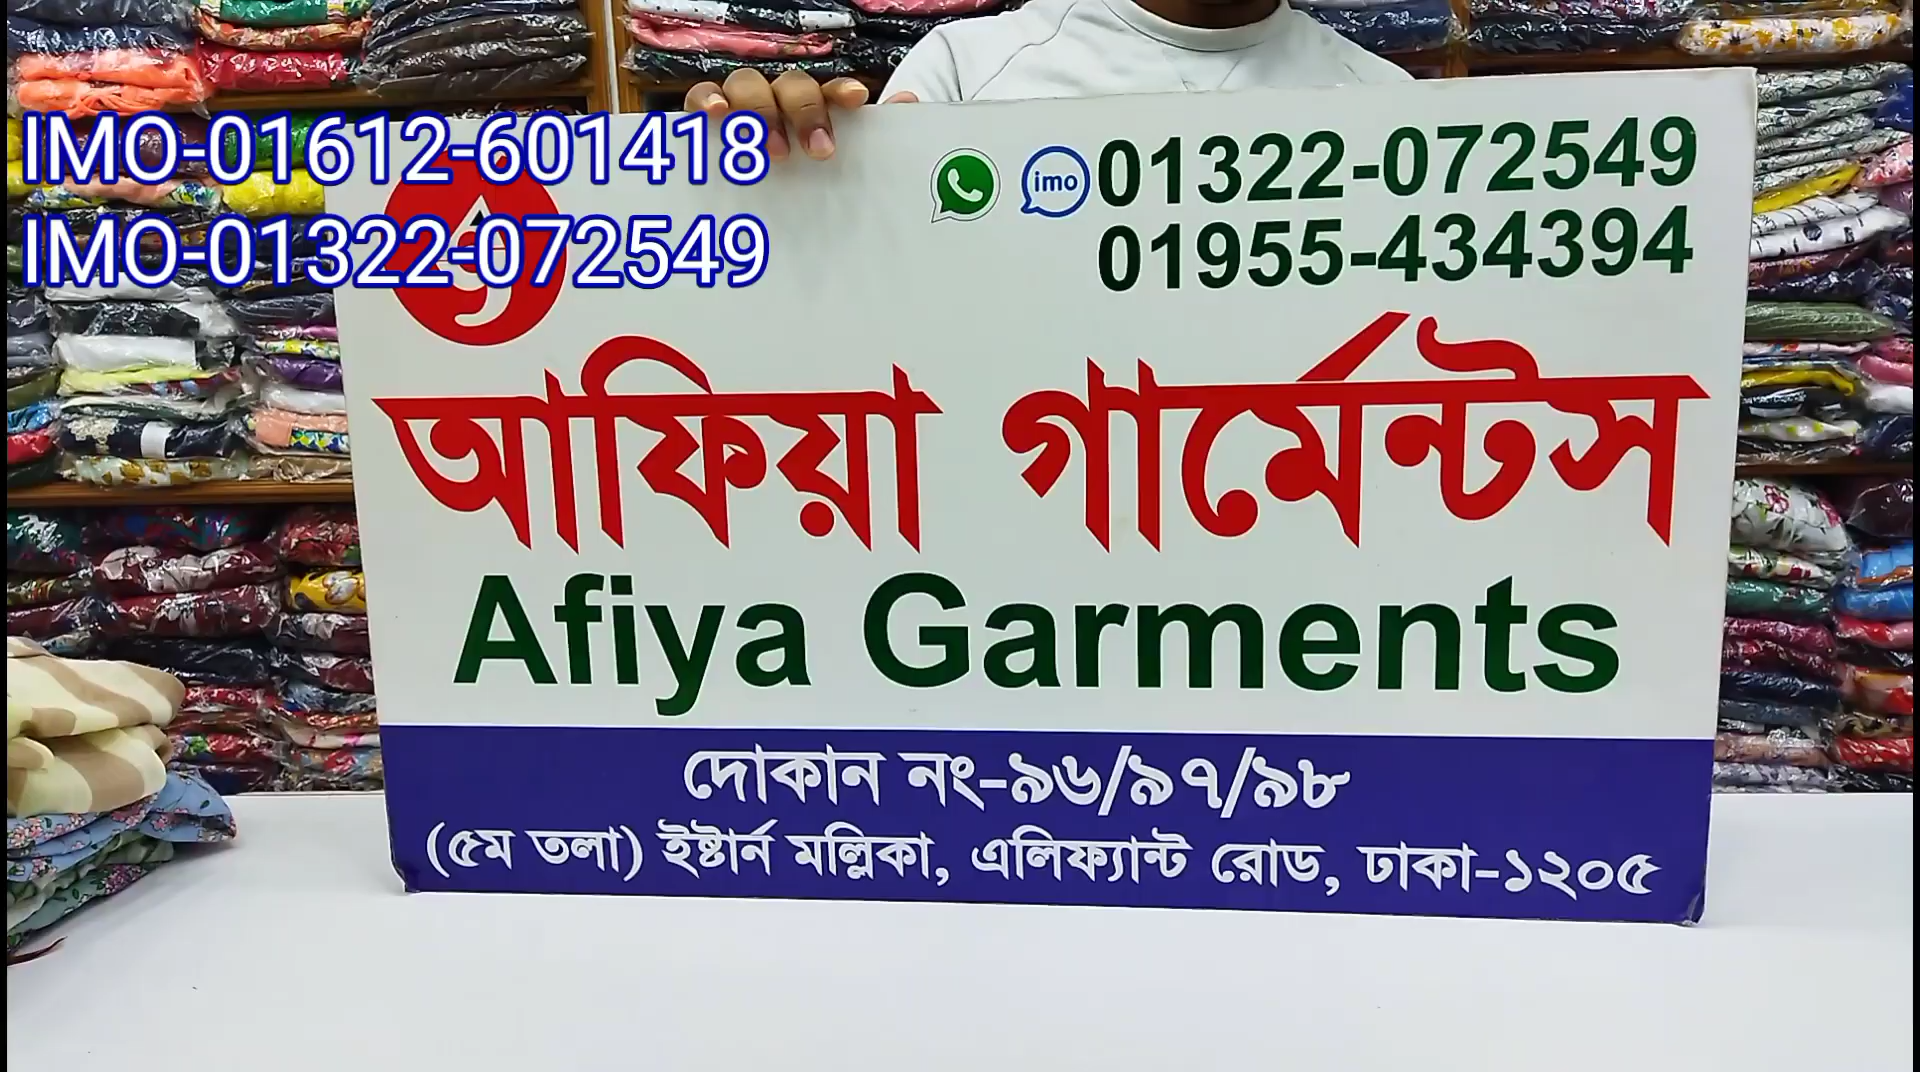 IMO-01612-601418
IMO-01322-072549
imo 01322-072549
01955-434394
আফিয়া গার্মেন্টস
Afiya Garments
দোকান নং-৯৬/৯৭/৯৮
(৫ম তলা) ইষ্টার্ন মল্লিকা, এলিফ্যান্ট রোড, ঢাকা-১২০৫